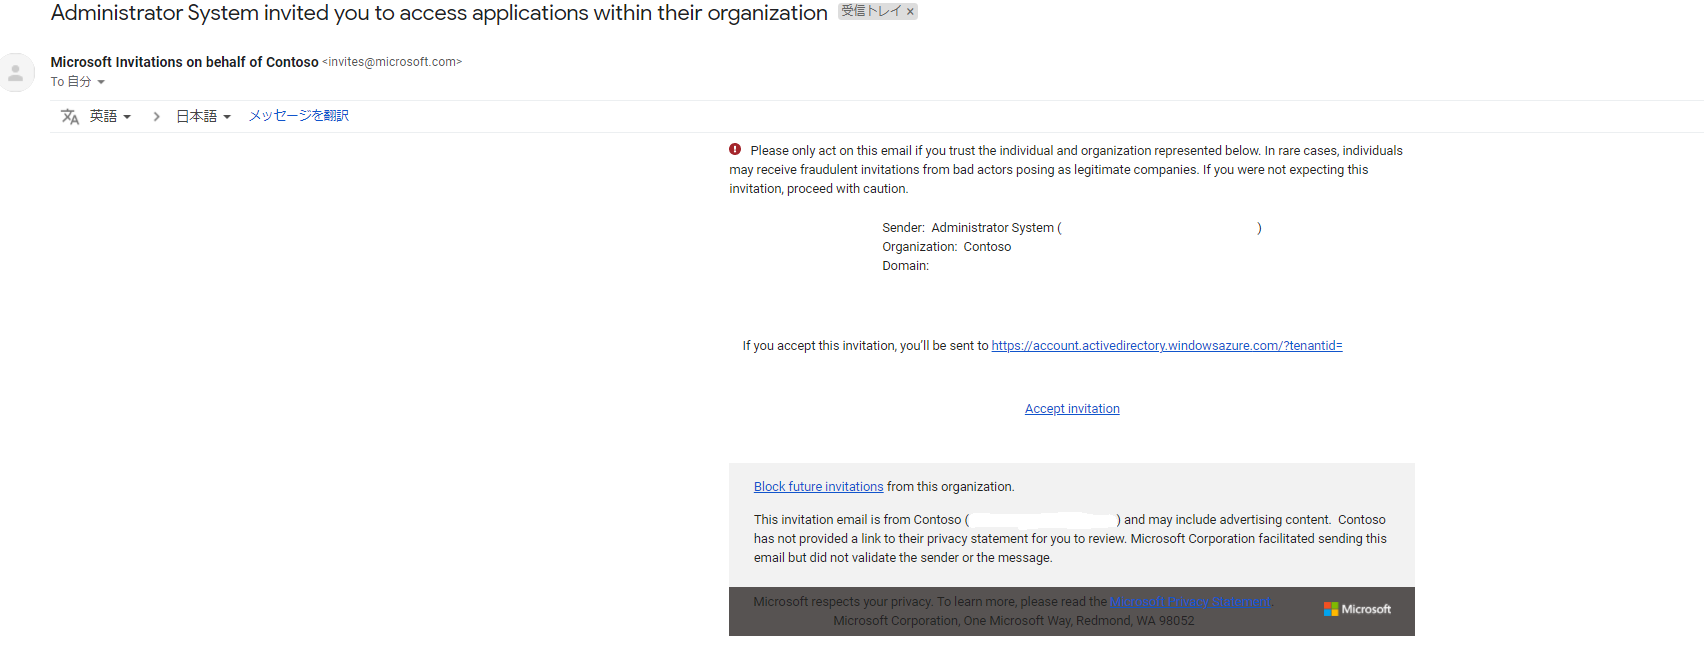 Administrator System invited you to access applications within their organization 受信トレイ ×
Microsoft Invitations on behalf of Contoso <invites@microsoft.com>
To 自分
英語 日本語 メッセージを翻訳
Please only act on this email if you trust the individual and organization represented below. In rare cases, individuals
may receive fraudulent invitations from bad actors posing as legitimate companies. If you were not expecting this
invitation, proceed with caution.
Sender: Administrator System ( )
Organization: Contoso
Domain:
If you accept this invitation, you’ll be sent to https://account.activedirectory.windowsazure.com/?tenantid=
Accept invitation
Block future invitations from this organization.
This invitation email is from Contoso ( ) and may include advertising content. Contoso
has not provided a link to their privacy statement for you to review. Microsoft Corporation facilitated sending this
email but did not validate the sender or the message.
Microsoft respects your privacy. To learn more, please read the Microsoft Privacy Statement.
Microsoft Corporation, One Microsoft Way, Redmond, WA 98052
Microsoft